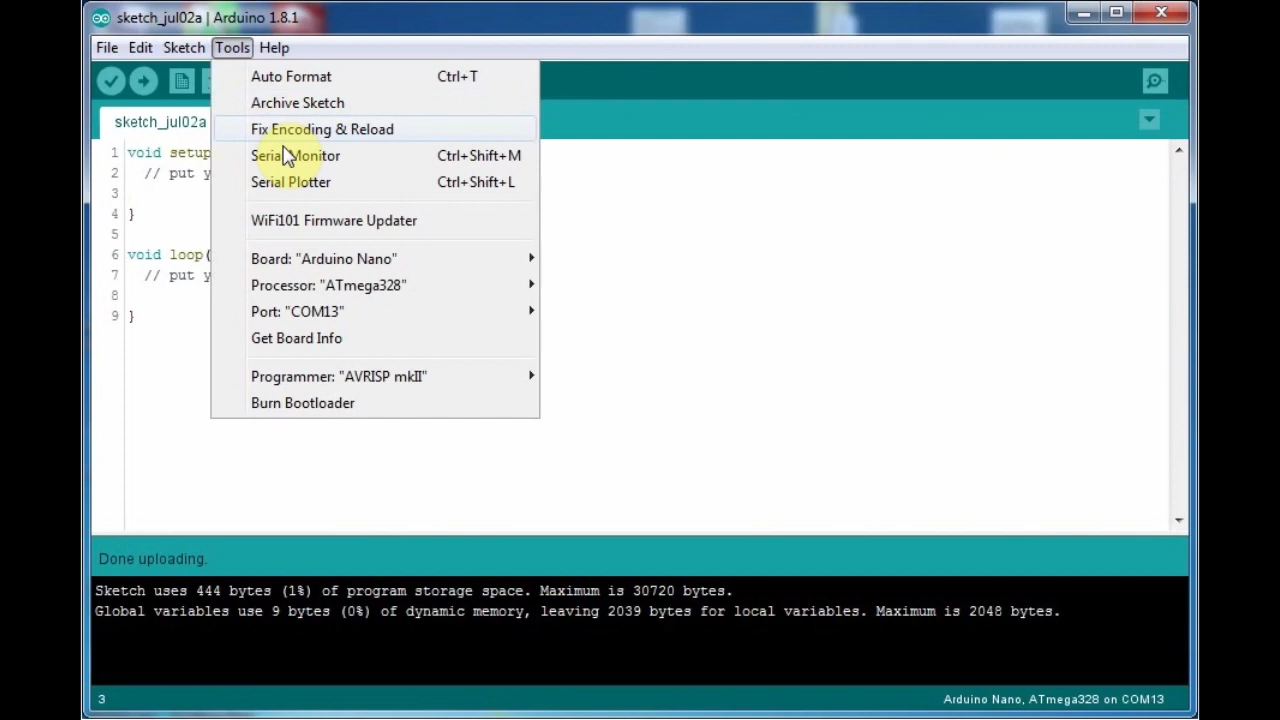 sketch_jul02a | Arduino 1.8.1
File Edit Sketch Tools Help
Auto Format Ctrl+T
Archive Sketch
Fix Encoding & Reload
Serial Monitor Ctrl+Shift+M
Serial Plotter Ctrl+Shift+L
WiFi101 Firmware Updater
Board: "Arduino Nano"
Processor: "ATmega328"
Port: "COM13"
Get Board Info
Programmer: "AVRISP mkII"
Burn Bootloader
sketch_jul02a
1 void setup
2 // put y
3
4 }
5
6 void loop(
7 // put y
8
9 }
Done uploading.
Sketch uses 444 bytes (1%) of program storage space. Maximum is 30720 bytes.
Global variables use 9 bytes (0%) of dynamic memory, leaving 2039 bytes for local variables. Maximum is 2048 bytes.
3 Arduino Nano, ATmega328 on COM13